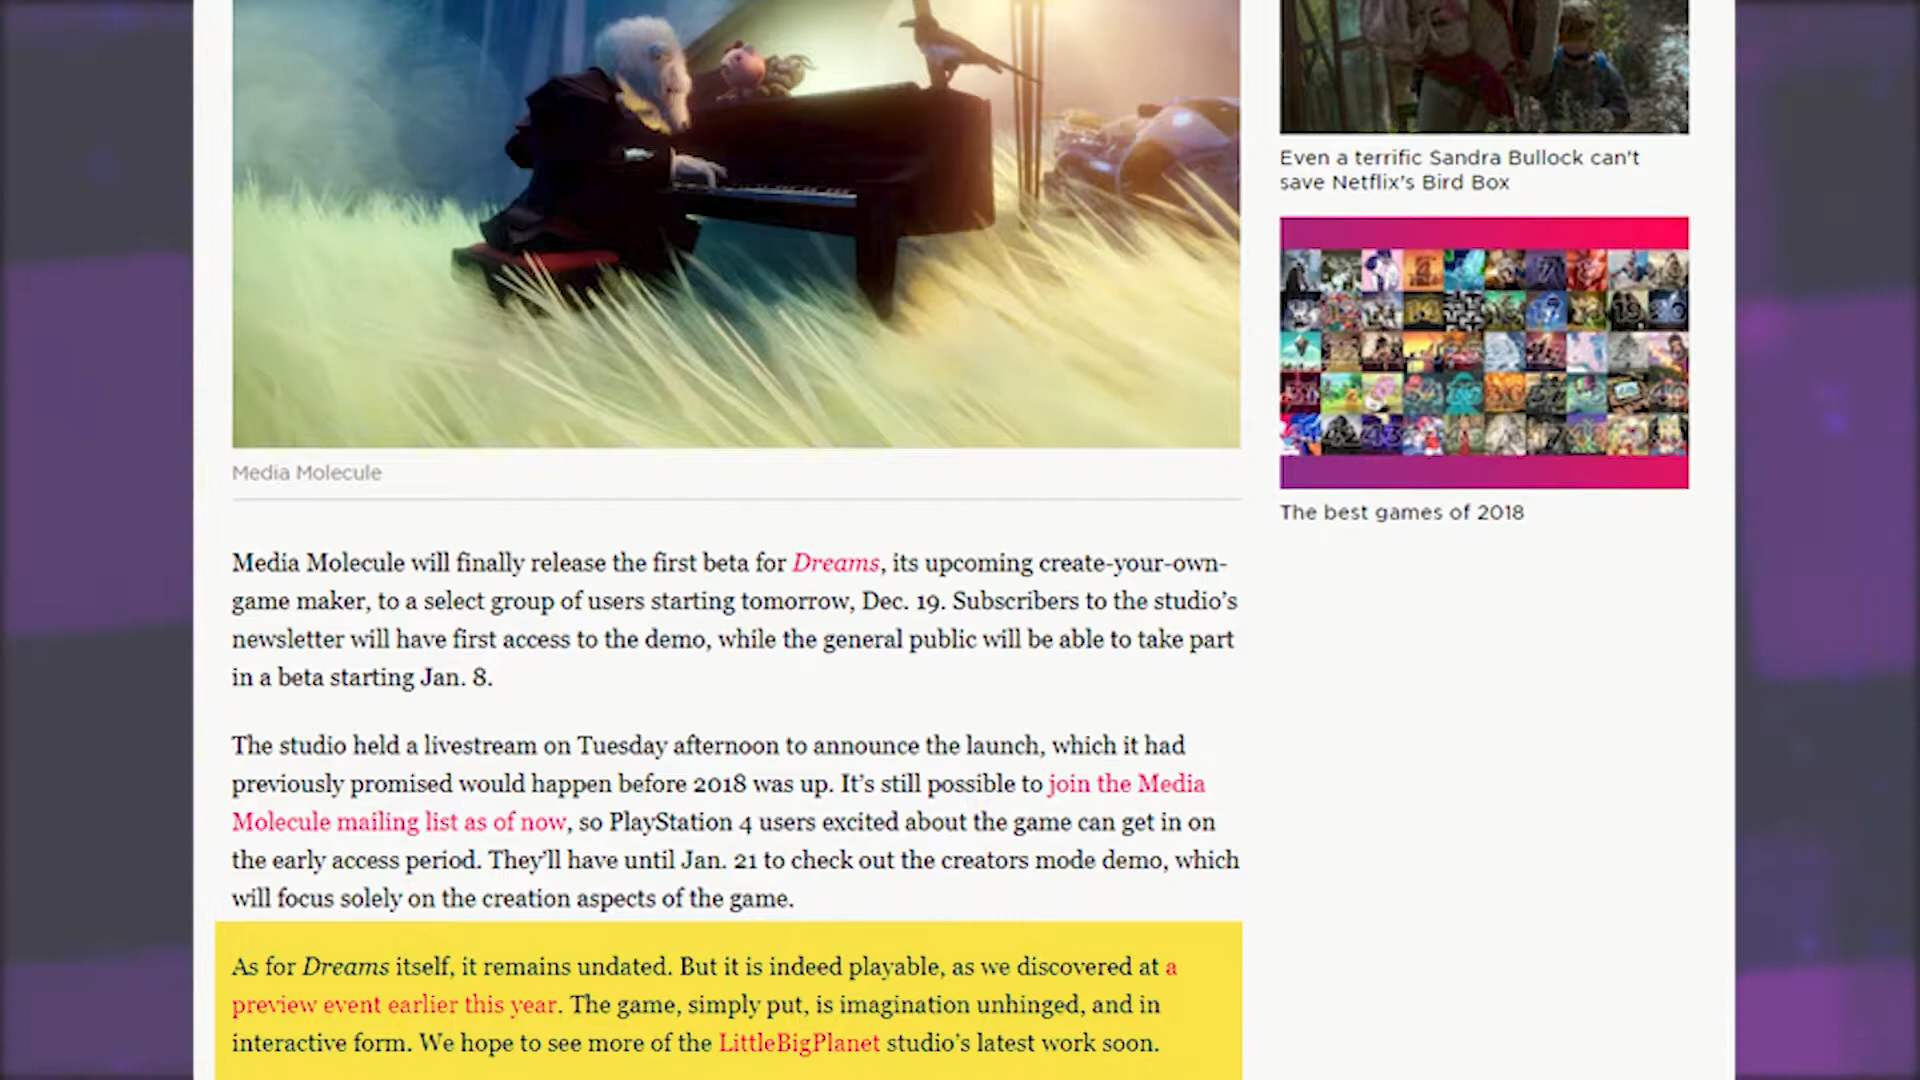 Media Molecule
Media Molecule will finally release the first beta for Dreams, its upcoming create-your-own-
game maker, to a select group of users starting tomorrow, Dec. 19. Subscribers to the studio's
newsletter will have first access to the demo, while the general public will be able to take part
in a beta starting Jan. 8.
The studio held a livestream on Tuesday afternoon to announce the launch, which it had
previously promised would happen before 2018 was up. It's still possible to join the Media
Molecule mailing list as of now, so PlayStation 4 users excited about the game can get in on
the early access period. They'll have until Jan. 21 to check out the creators mode demo, which
will focus solely on the creation aspects of the game.
As for Dreams itself, it remains undated. But it is indeed playable, as we discovered at a
preview event earlier this year. The game, simply put, is imagination unhinged, and in
interactive form. We hope to see more of the LittleBigPlanet studio's latest work soon.
Even a terrific Sandra Bullock can't
save Netflix's Bird Box
The best games of 2018